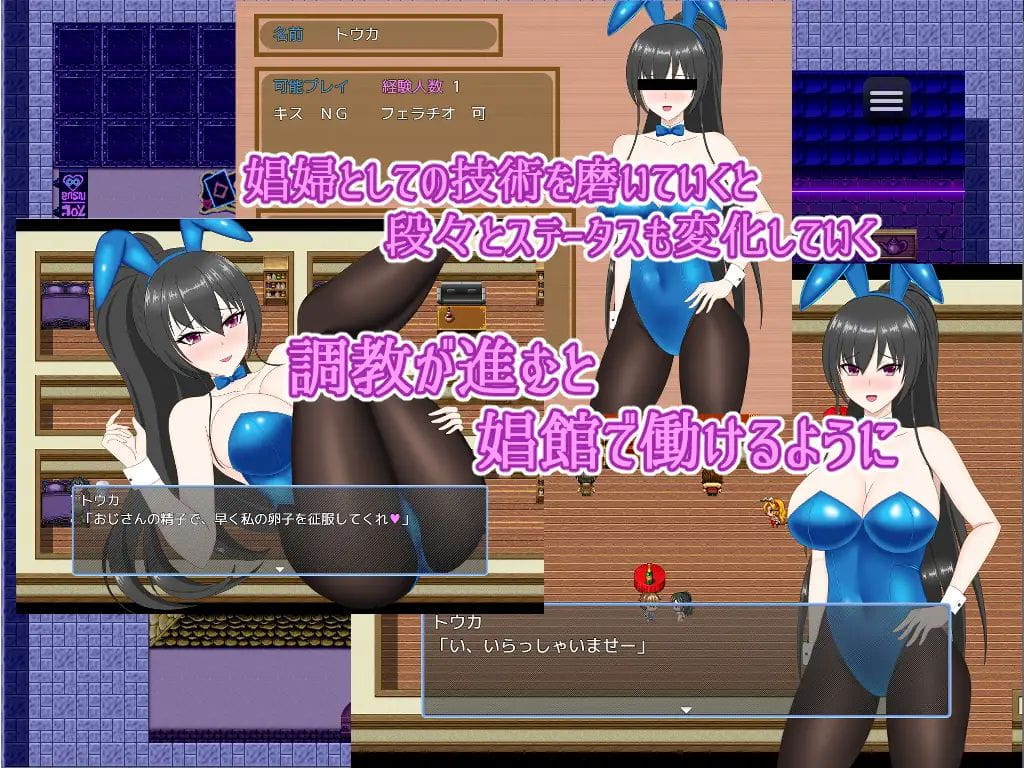 名前 トウカ
可能プレイ 経験人数 1
キス NG フェラチオ 可
娼婦としての技術を磨いていくと
段々とステータスも変化していく
調教が進むと
娼館で働けるように
トウカ
「おじさんの精子で、早く私の卵子を征服してくれ♥」
トウカ
「い、いらっしゃいませー」